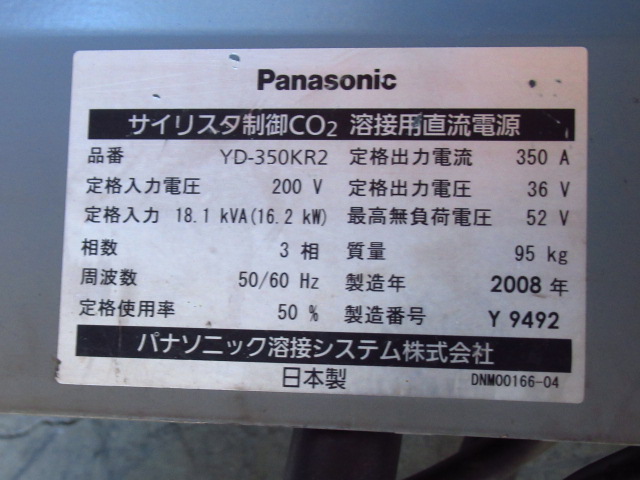 Panasonic
サイリスタ制御CO2 溶接用直流電源
品番 YD-350KR2 定格出力電流 350 A
定格入力電圧 200 V 定格出力電圧 36 V
定格入力 18.1 kVA(16.2 kW) 最高無負荷電圧 52 V
相数 3 相 質量 95 kg
周波数 50/60 Hz 製造年 2008 年
定格使用率 50 % 製造番号 Y 9492
パナソニック溶接システム株式会社
日本製 DNM00166-04